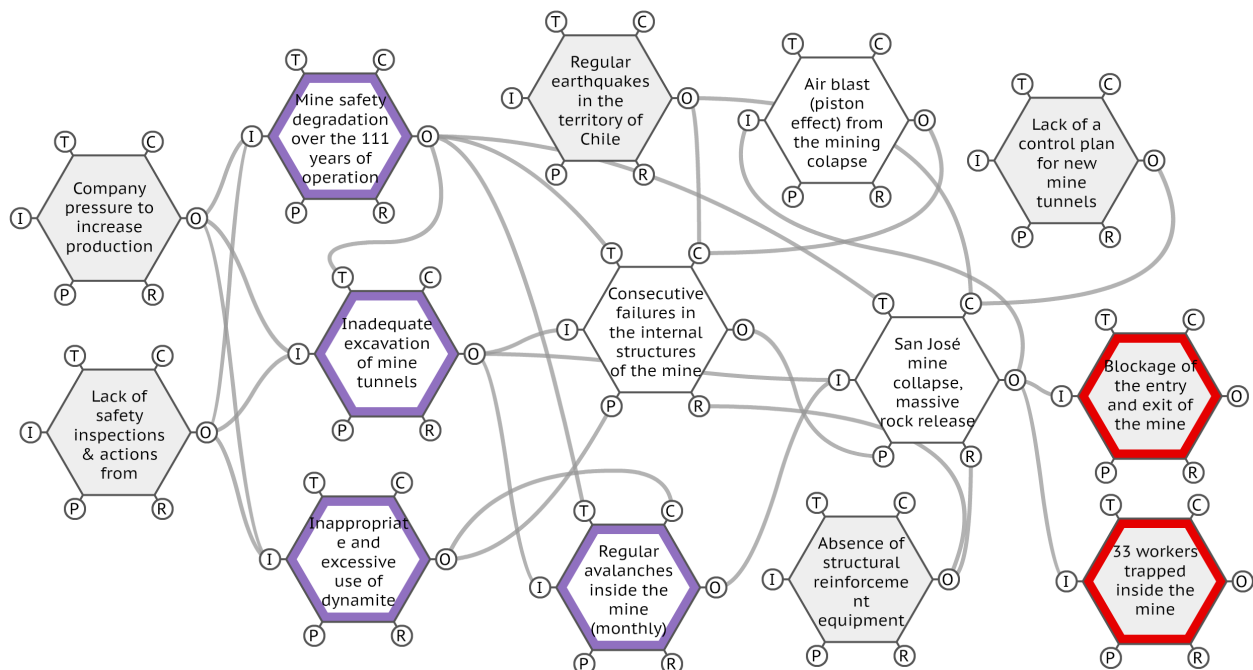 T
C
Regular
earthquakes
in the
territory of
Chile
I
O
P
R
T
C
Air blast
(piston
effect) from
the mining
colapse
I
O
P
R
T
C
Mine safety
degradation
over the 111
years of
operation
I
O
P
R
T
C
Lack of a
control plan
for new
mine
tunnels
I
O
P
R
T
C
Company
pressure to
increase
production
I
O
P
R
T
C
Inadequate
excavation
of mine
tunnels
I
O
P
R
T
C
Consecutive
failures in
the internal
structures
of the mine
I
O
P
R
T
C
San José
mine
collapse,
massive
rock release
I
O
P
R
T
C
Blockage of
the entry
and exit of
the mine
I
O
P
R
T
C
Lack of
safety
inspections
& actions
from
I
O
P
R
T
C
Inappropriat
e and
excessive
use of
dynamite
I
O
P
R
T
C
Regular
avalanches
inside the
mine
(monthly)
I
O
P
R
T
C
Absence of
structural
reinforceme
nt
equipment
I
O
P
R
T
C
33 workers
trapped
inside the
mine
I
O
P
R